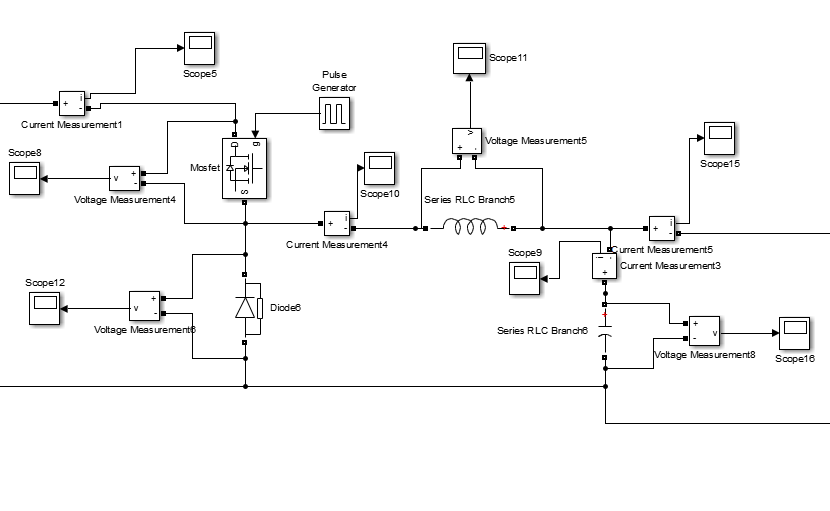 Scope5
Current Measurement1
i
+
-
Pulse
Generator
Scope11
Voltage Measurement5
v
+
-
Scope15
Scope8
Voltage Measurement4
v
+
-
Mosfet
D
g
S
Scope10
Current Measurement4
i
+
-
Series RLC Branch5
+
Current Measurement5
i
+
-
Scope9
Current Measurement3
i
-
+
Scope12
Voltage Measurement6
v
+
-
Diode6
Series RLC Branch6
+
Voltage Measurement8
+
-
v
Scope16